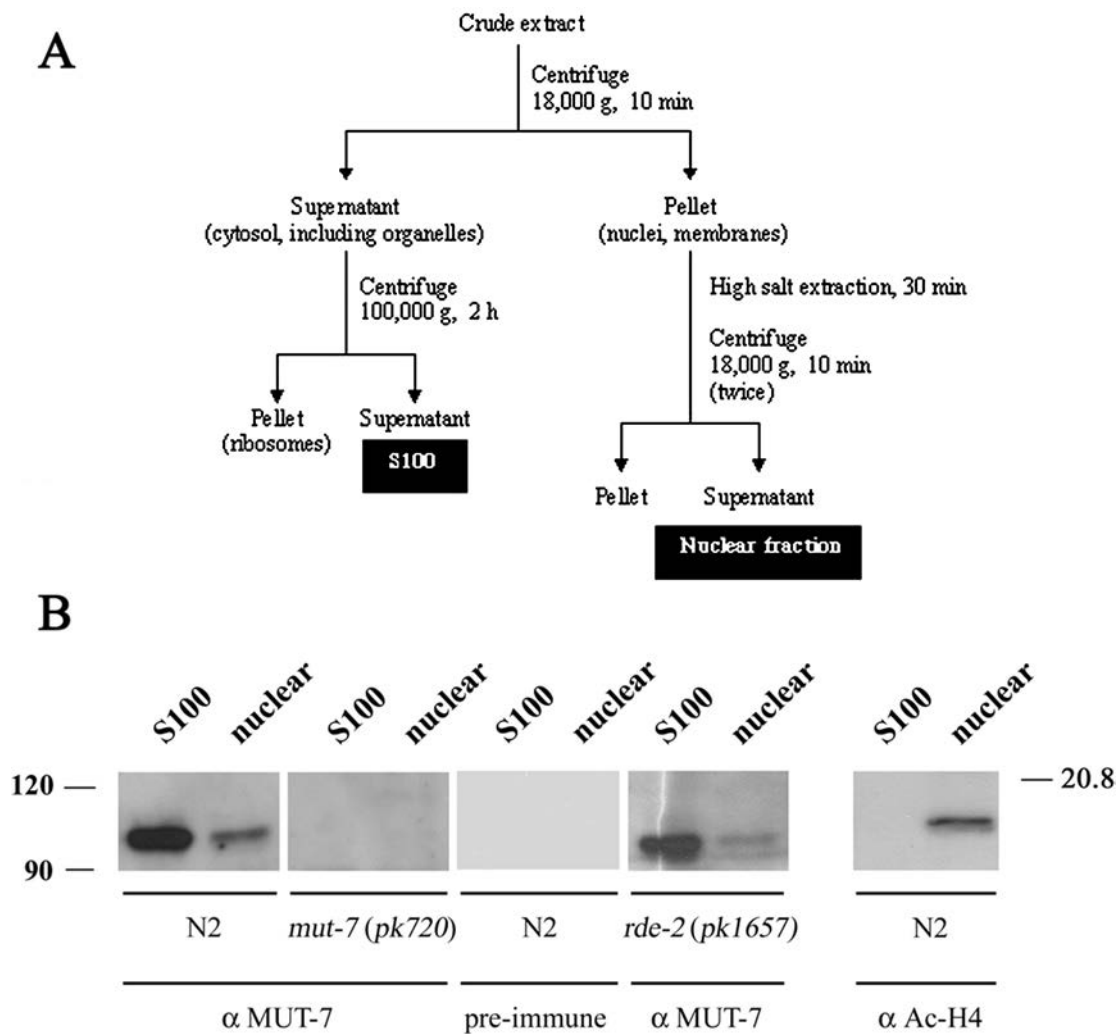 A
Crude extract
Centrifuge
18,000 g, 10 min
Supernatant
(cytosol, including organelles)
Pellet
(nuclei, membranes)
Centrifuge
100,000 g, 2 h
High salt extraction, 30 min
Centrifuge
18,000 g, 10 min
(twice)
Pellet
(ribosomes)
Supernatant
S100
Pellet
Supernatant
Nuclear fraction
B
S100 nuclear S100 nuclear S100 nuclear S100 nuclear S100 nuclear
120
20.8
90
N2 mut-7 (pk720) N2 rde-2 (pk1657) N2
α MUT-7 pre-immune α MUT-7 α Ac-H4